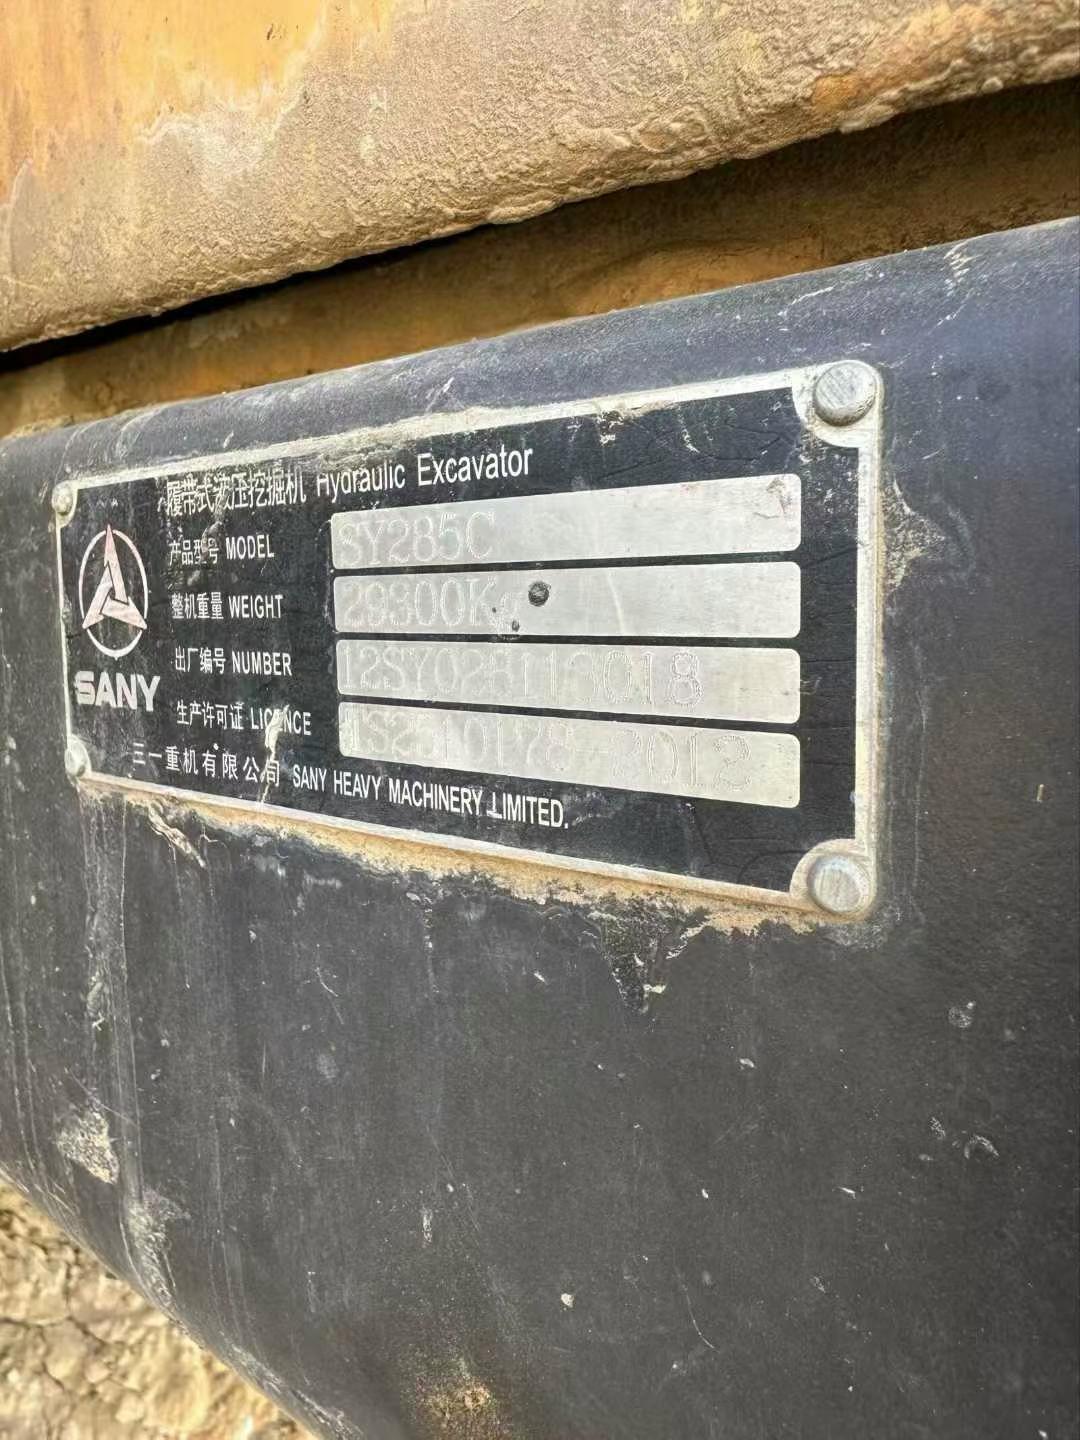 履带式液压挖掘机 Hydraulic Excavator
产品型号 MODEL SY285C
整机重量 WEIGHT 29300Kg
出厂编号 NUMBER
生产许可证 LICENCE
三一重机有限公司 SANY HEAVY MACHINERY LIMITED.
SANY